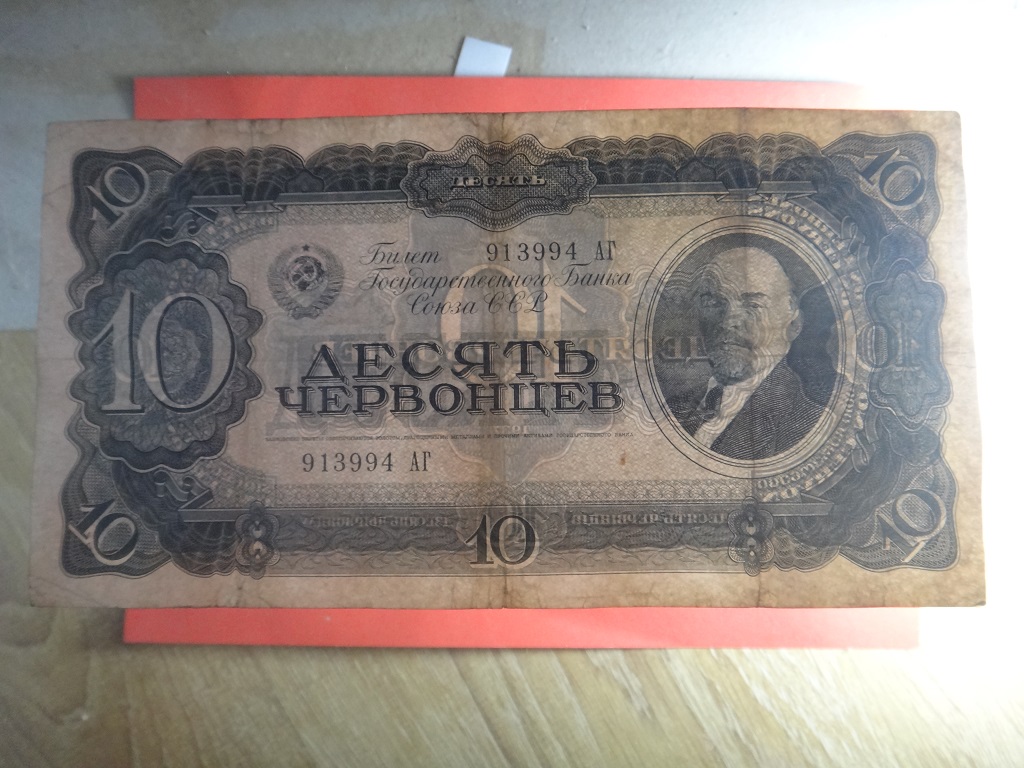 10
ДЕСЯТЬ
10
Билет 913994 АГ
Государственного Банка
Союза ССР
10
ДЕСЯТЬ
ЧЕРВОНЦЕВ
913994 АГ
10
10
10